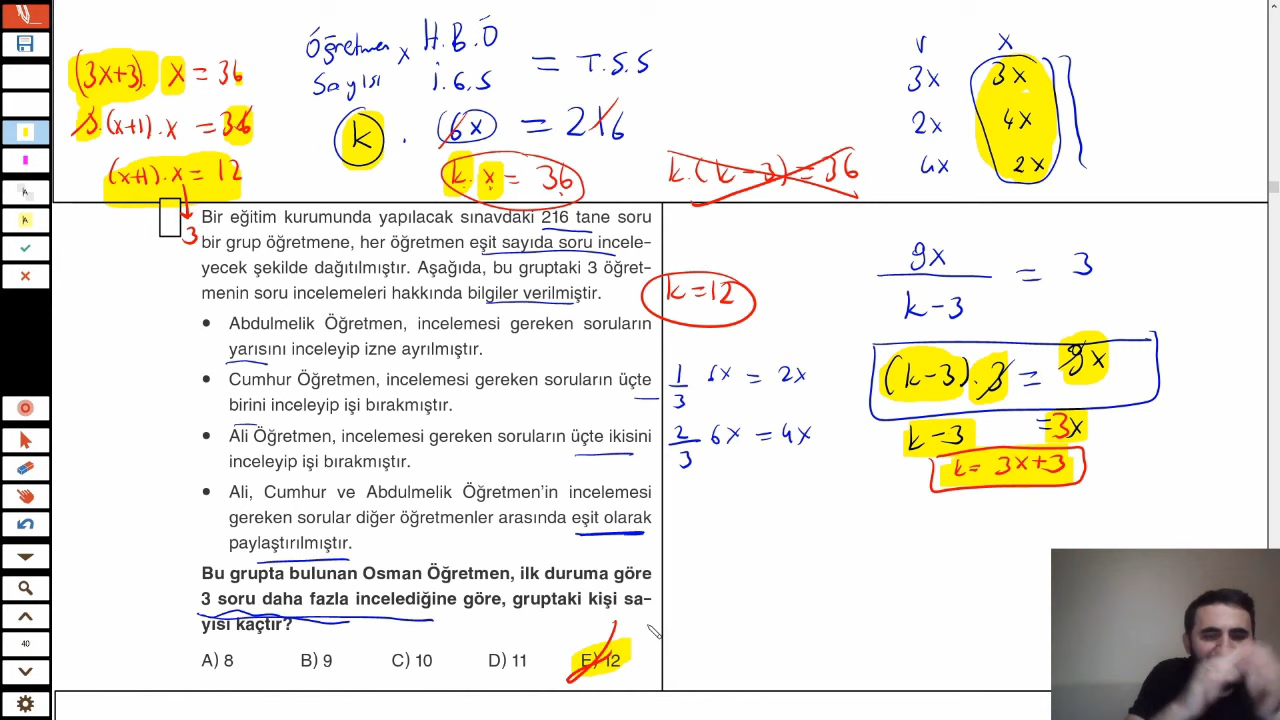 (3x+3). x = 36
3.(x+1).x = 36
(x+1).x = 12
3
Öğretmen x H.B.Ö = T.S.S
Sayısı İ.G.S
k . 6x = 216
k . x = 36
k.(k-3) = 36
r x
3x 3x
2x 4x
4x 2x
Bir eğitim kurumunda yapılacak sınavdaki 216 tane soru
bir grup öğretmene, her öğretmen eşit sayıda soru incele-
yecek şekilde dağıtılmıştır. Aşağıda, bu gruptaki 3 öğret-
menin soru incelemeleri hakkında bilgiler verilmiştir.
• Abdulmelik Öğretmen, incelemesi gereken soruların
yarısını inceleyip izne ayrılmıştır.
• Cumhur Öğretmen, incelemesi gereken soruların üçte
birini inceleyip işi bırakmıştır.
• Ali Öğretmen, incelemesi gereken soruların üçte ikisini
inceleyip işi bırakmıştır.
• Ali, Cumhur ve Abdulmelik Öğretmen'in incelemesi
gereken sorular diğer öğretmenler arasında eşit olarak
paylaştırılmıştır.
Bu grupta bulunan Osman Öğretmen, ilk duruma göre
3 soru daha fazla incelediğine göre, gruptaki kişi sa-
yısı kaçtır?
A) 8 B) 9 C) 10 D) 11 E) 12
k = 12
1/3 6x = 2x
2/3 6x = 4x
9x / k-3 = 3
(k-3).3 = 9x
k-3 = 3x
k = 3x+3
40